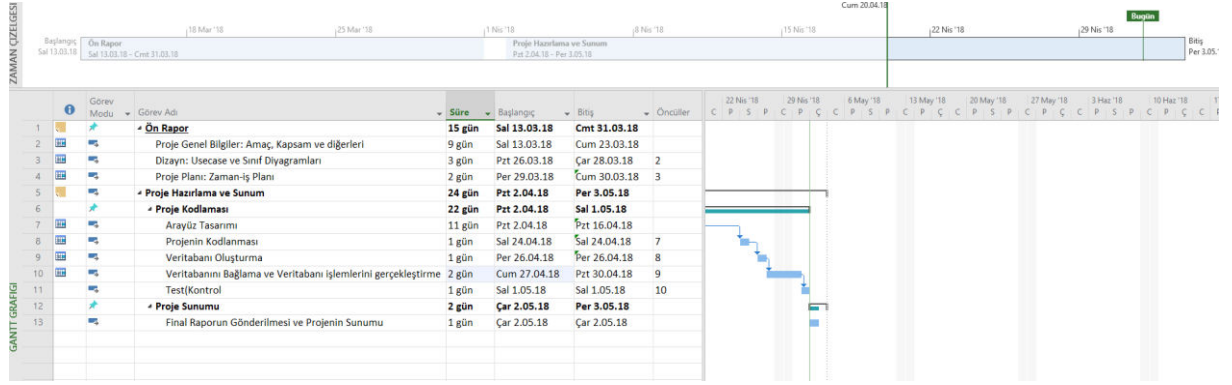 Cum 20.04.18
Bugün
18 Mar '18 25 Mar '18 1 Nis '18 8 Nis '18 15 Nis '18 22 Nis '18 29 Nis '18
ZAMAN ÇİZELGESİ
Başlangıç
Sal 13.03.18
Ön Rapor
Sal 13.03.18 - Cmt 31.03.18
Proje Hazırlama ve Sunum
Pzt 2.04.18 - Per 3.05.18
Bitiş
Per 3.05.1
Görev Modu Görev Adı Süre Başlangıç Bitiş Öncüller
22 Nis '18 29 Nis '18 6 May '18 13 May '18 20 May '18 27 May '18 3 Haz '18 10 Haz '18 1
C P S P C P Ç C P S P C P Ç C P S P C P Ç C P S P C P Ç C
1 Ön Rapor 15 gün Sal 13.03.18 Cmt 31.03.18
2 Proje Genel Bilgiler: Amaç, Kapsam ve diğerleri 9 gün Sal 13.03.18 Cum 23.03.18
3 Dizayn: Usecase ve Sınıf Diyagramları 3 gün Pzt 26.03.18 Çar 28.03.18 2
4 Proje Planı: Zaman-iş Planı 2 gün Per 29.03.18 Cum 30.03.18 3
5 Proje Hazırlama ve Sunum 24 gün Pzt 2.04.18 Per 3.05.18
6 Proje Kodlaması 22 gün Pzt 2.04.18 Sal 1.05.18
7 Arayüz Tasarımı 11 gün Pzt 2.04.18 Pzt 16.04.18
8 Projenin Kodlanması 1 gün Sal 24.04.18 Sal 24.04.18 7
9 Veritabanı Oluşturma 1 gün Per 26.04.18 Per 26.04.18 8
10 Veritabanını Bağlama ve Veritabanı işlemlerini gerçekleştirme 2 gün Cum 27.04.18 Pzt 30.04.18 9
11 Test(Kontrol 1 gün Sal 1.05.18 Sal 1.05.18 10
12 Proje Sunumu 2 gün Çar 2.05.18 Per 3.05.18
13 Final Raporun Gönderilmesi ve Projenin Sunumu 1 gün Çar 2.05.18 Çar 2.05.18
GANTT GRAFİĞİ